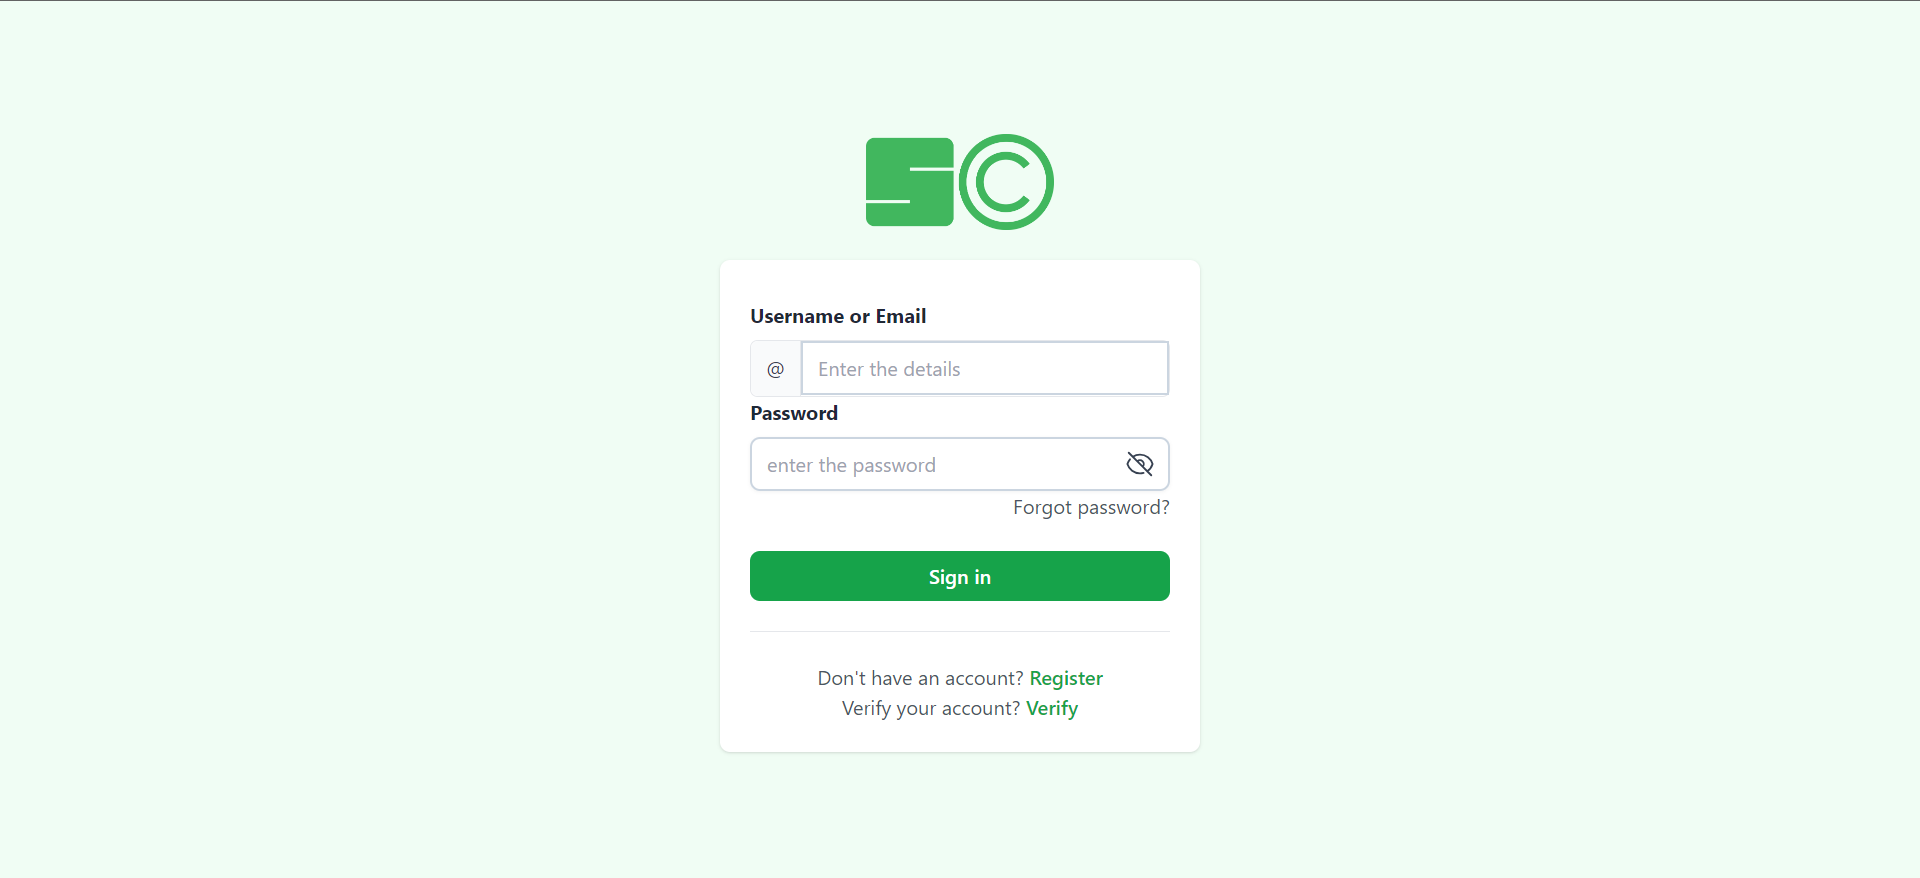 SC
Username or Email
@ Enter the details
Password
enter the password
Forgot password?
Sign in
Don't have an account? Register
Verify your account? Verify